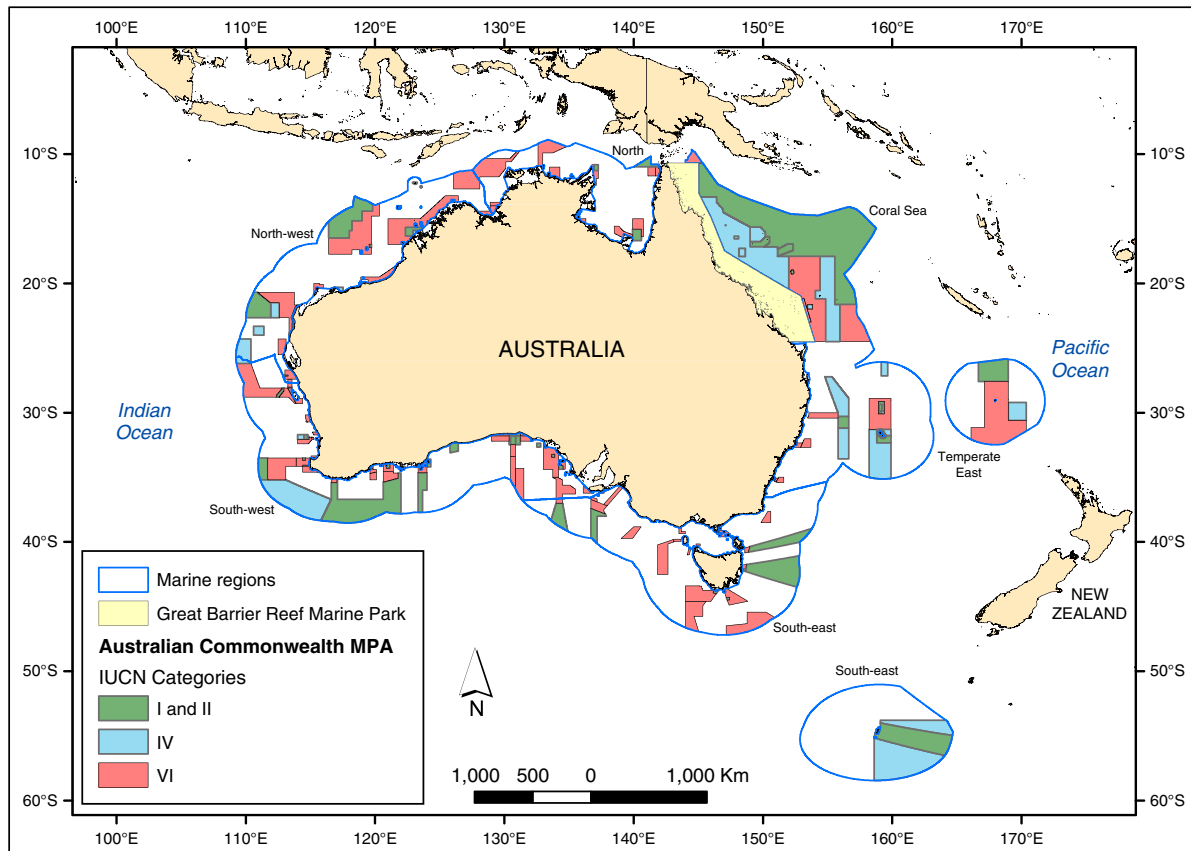 100°E 110°E 120°E 130°E 140°E 150°E 160°E 170°E
10°S 10°S
North
Coral Sea
North-west
20°S 20°S
AUSTRALIA
Pacific
Ocean
Indian
Ocean
30°S 30°S
Temperate
East
South-west
40°S 40°S
NEW
ZEALAND
South-east
50°S 50°S
South-east
60°S 60°S
Marine regions
Great Barrier Reef Marine Park
Australian Commonwealth MPA
IUCN Categories
I and II
IV
VI
N
1,000 500 0 1,000 Km
100°E 110°E 120°E 130°E 140°E 150°E 160°E 170°E